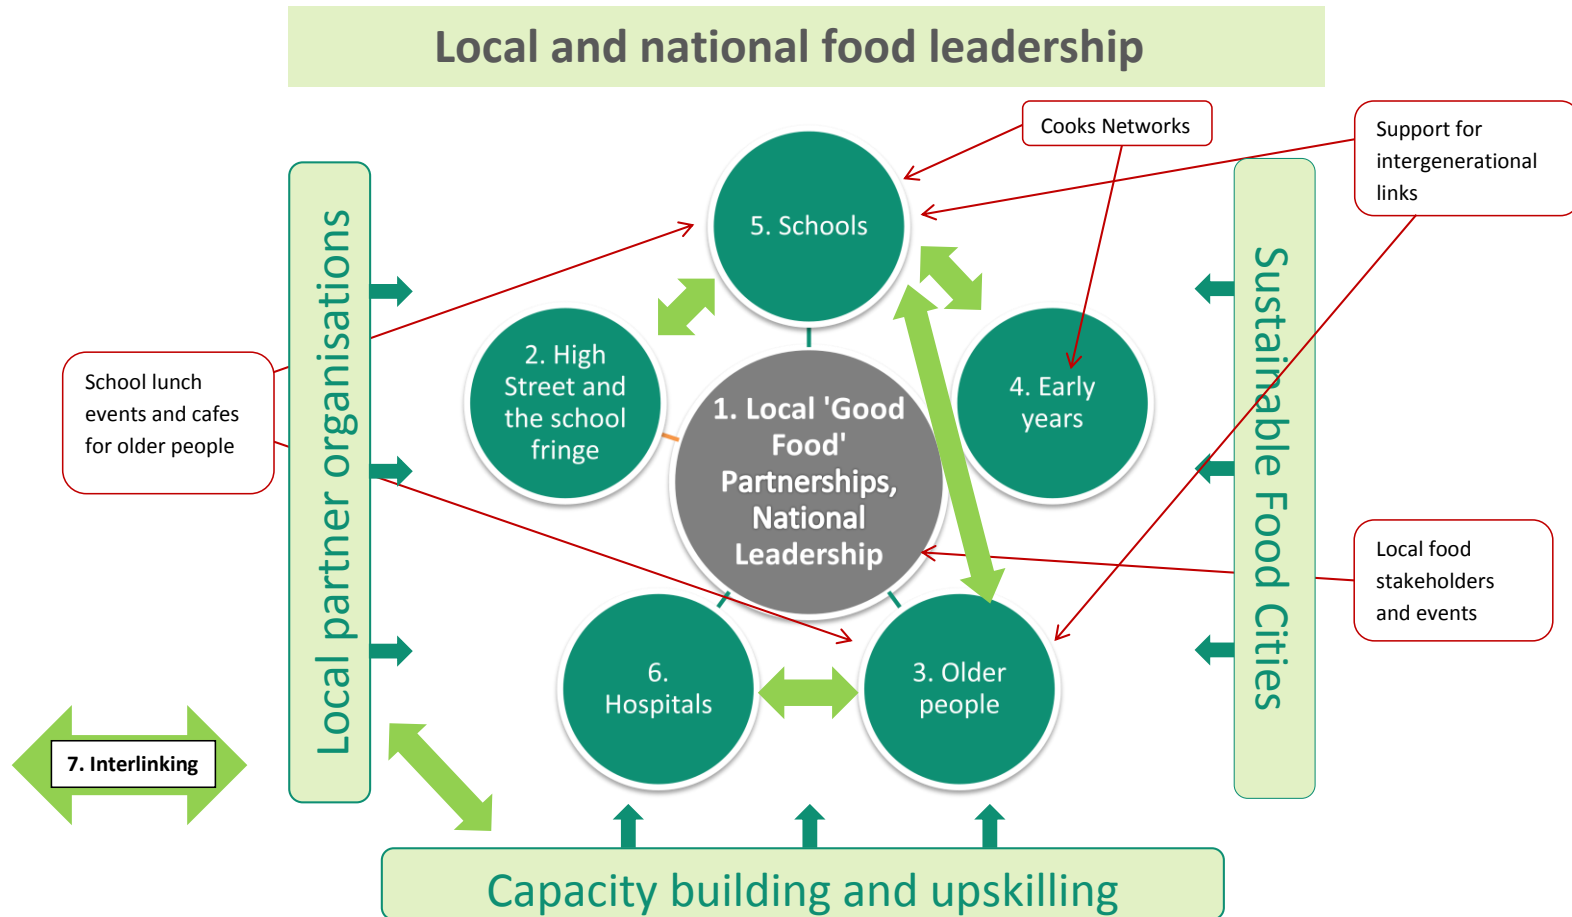 Local and national food leadership
Cooks Networks
Support for
intergenerational
links
Local partner organisations
5. Schools
Sustainable Food Cities
2. High
Street and
the school
fringe
4. Early
years
School lunch
events and cafes
for older people
1. Local 'Good
Food'
Partnerships,
National
Leadership
Local food
stakeholders
and events
6.
Hospitals
3. Older
people
7. Interlinking
Capacity building and upskilling